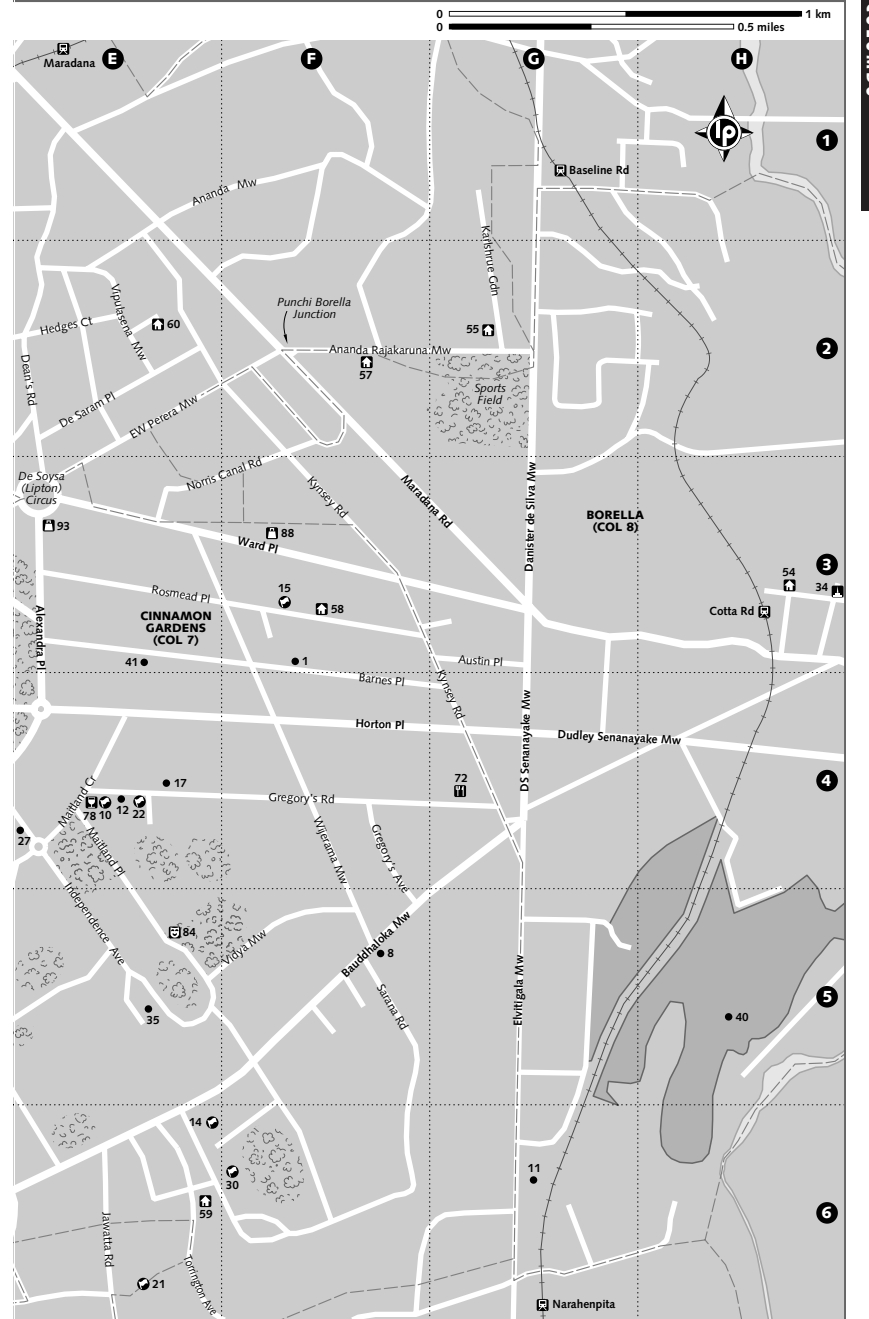 0 1 km
0 0.5 miles
COLOMBO
E
F
G
H
Maradana
lp
1
Baseline Rd
Ananda Mw
Karlshrue Gdn
Punchi Borella
Junction
Vipulasena Mw
60
Hedges Ct
55
Ananda Rajakaruna Mw
57
2
Dean's Rd
Sports
Field
De Saram Pl
EW Perera Mw
De Soysa
(Lipton)
Circus
Norris Canal Rd
Kynsey Rd
Maradana Rd
Danister de Silva Mw
BORELLA
(COL 8)
93
88
Ward Pl
3
54
34
15
Rosmead Pl
58
Cotta Rd
Alexandra Pl
CINNAMON
GARDENS
(COL 7)
41
1
Austin Pl
Barnes Pl
Kynsey Rd
DS Senanayake Mw
Horton Pl
Dudley Senanayake Mw
4
17
72
Maitland Cr
Gregory's Rd
78
10
12
22
27
Maitland Pl
Wijerama Mw
Gregory's Ave
Independence Ave
84
Vidya Mw
Bauddhaloka Mw
8
Elvitigala Mw
5
35
Sarana Rd
40
14
30
11
59
6
Jawatta Rd
Torrington Ave
21
Narahenpita